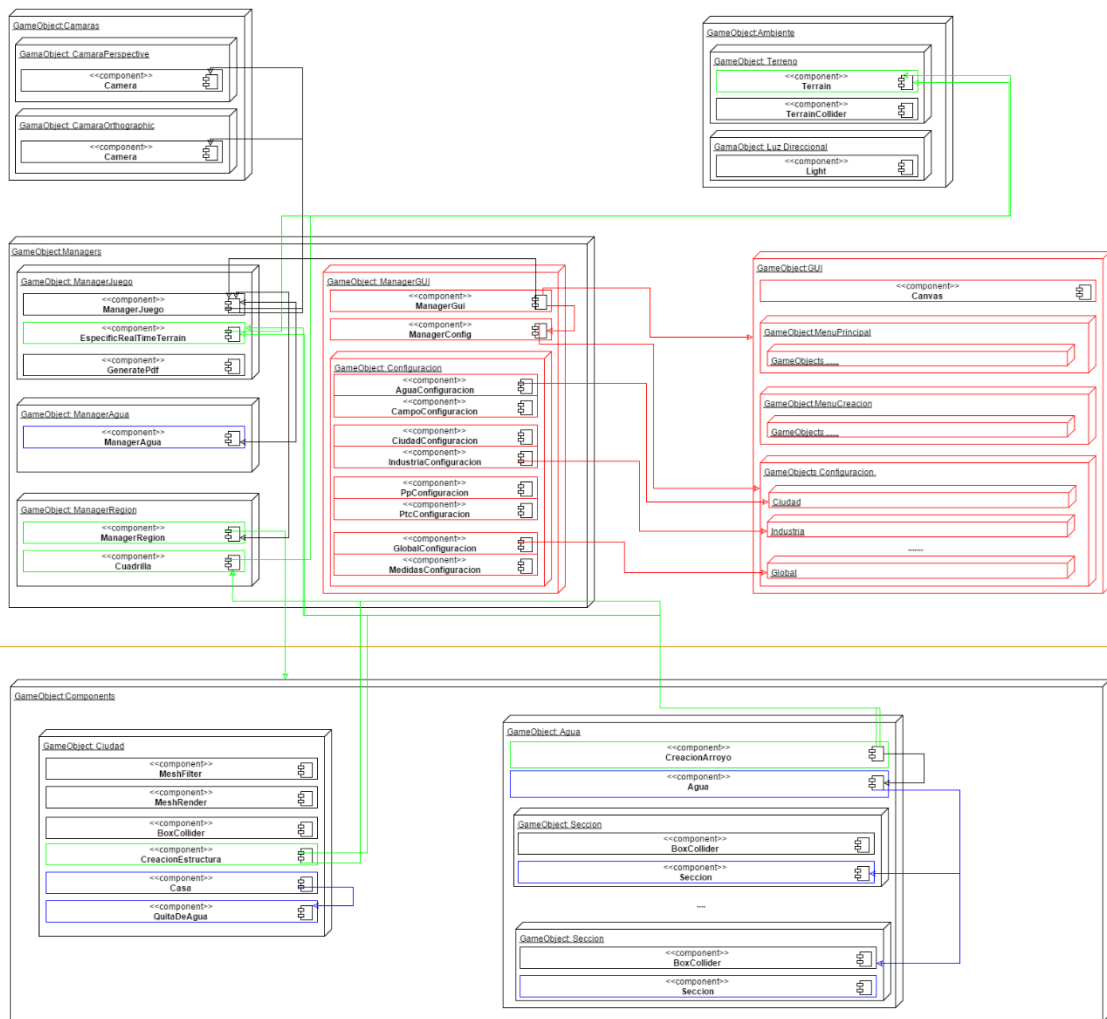 GameObject:Camaras
GamaObject: CamaraPerspective
<<component>>
Camera
GamaObject: CamaraOrthographic
<<component>>
Camera
GameObject:Ambiente
GameObject: Terreno
<<component>>
Terrain
<<component>>
TerrainCollider
GamaObject: Luz Direccional
<<component>>
Light
GameObject:Managers
GameObject: ManagerJuego
<<component>>
ManagerJuego
<<component>>
EspecificRealTimeTerrain
<<component>>
GeneratePdf
GameObject: ManagerAgua
<<component>>
ManagerAgua
GameObject: ManagerRegion
<<component>>
ManagerRegion
<<component>>
Cuadrilla
GameObject: ManagerGUI
<<component>>
ManagerGui
<<component>>
ManagerConfig
GameObject: Configuracion
<<component>>
AguaConfiguracion
<<component>>
CampoConfiguracion
<<component>>
CiudadConfiguracion
<<component>>
IndustriaConfiguracion
<<component>>
PpConfiguracion
<<component>>
PtcConfiguracion
<<component>>
GlobalConfiguracion
<<component>>
MedidasConfiguracion
GameObject:GUI
<<component>>
Canvas
GameObject:MenuPrincipal
GameObjects ......
GameObject:MenuCreacion
GameObjects ......
GameObjects Configuracion
Ciudad
Industria
.......
Global
GameObject:Components
GameObject: Ciudad
<<component>>
MeshFilter
<<component>>
MeshRender
<<component>>
BoxCollider
<<component>>
CreacionEstructura
<<component>>
Casa
<<component>>
QuitaDeAgua
GameObject: Agua
<<component>>
CreacionArroyo
<<component>>
Agua
GameObject: Seccion
<<component>>
BoxCollider
<<component>>
Seccion
....
GameObject: Seccion
<<component>>
BoxCollider
<<component>>
Seccion